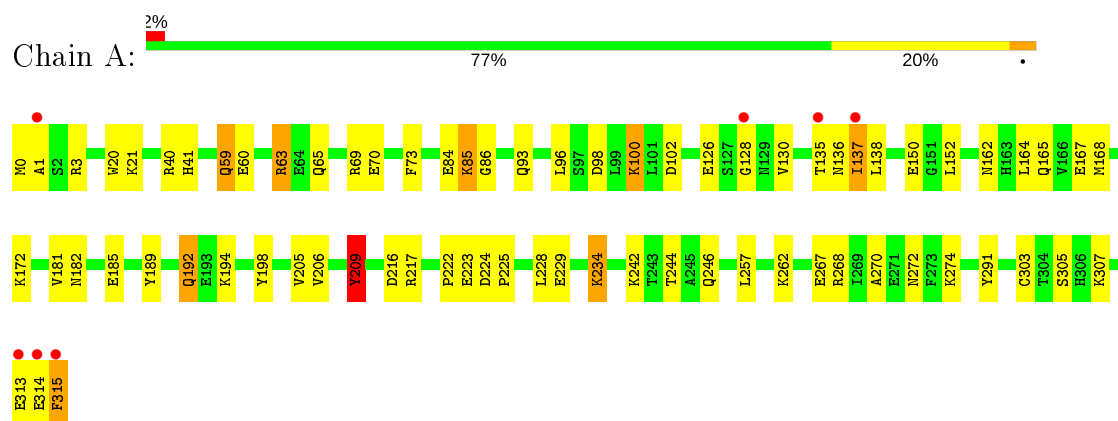 2%
Chain A:
77% 20% •
M0 A1 S2 R3 W20 K21 R40 H41 Q59 E60 R63 E64 Q65 R69 E70 F73 E84 K85 G86 Q93 L96 S97 D98 L99 K100 L101 D102 E126 S127 G128 N129 V130 T135 N136 I137 L138 E150 G151 L152 N162 H163 L164 Q165 V166 E167 M168
K172 V181 N182 E185 Y189 Q192 E193 K194 Y198 V205 V206 Y209 D216 R217 P222 E223 D224 P225 L228 E229 K234 K242 T243 T244 A245 Q246 L257 K262 E267 R268 I269 A270 E271 N272 F273 K274 Y291 C303 T304 S305 H306 K307
E313 E314 F315